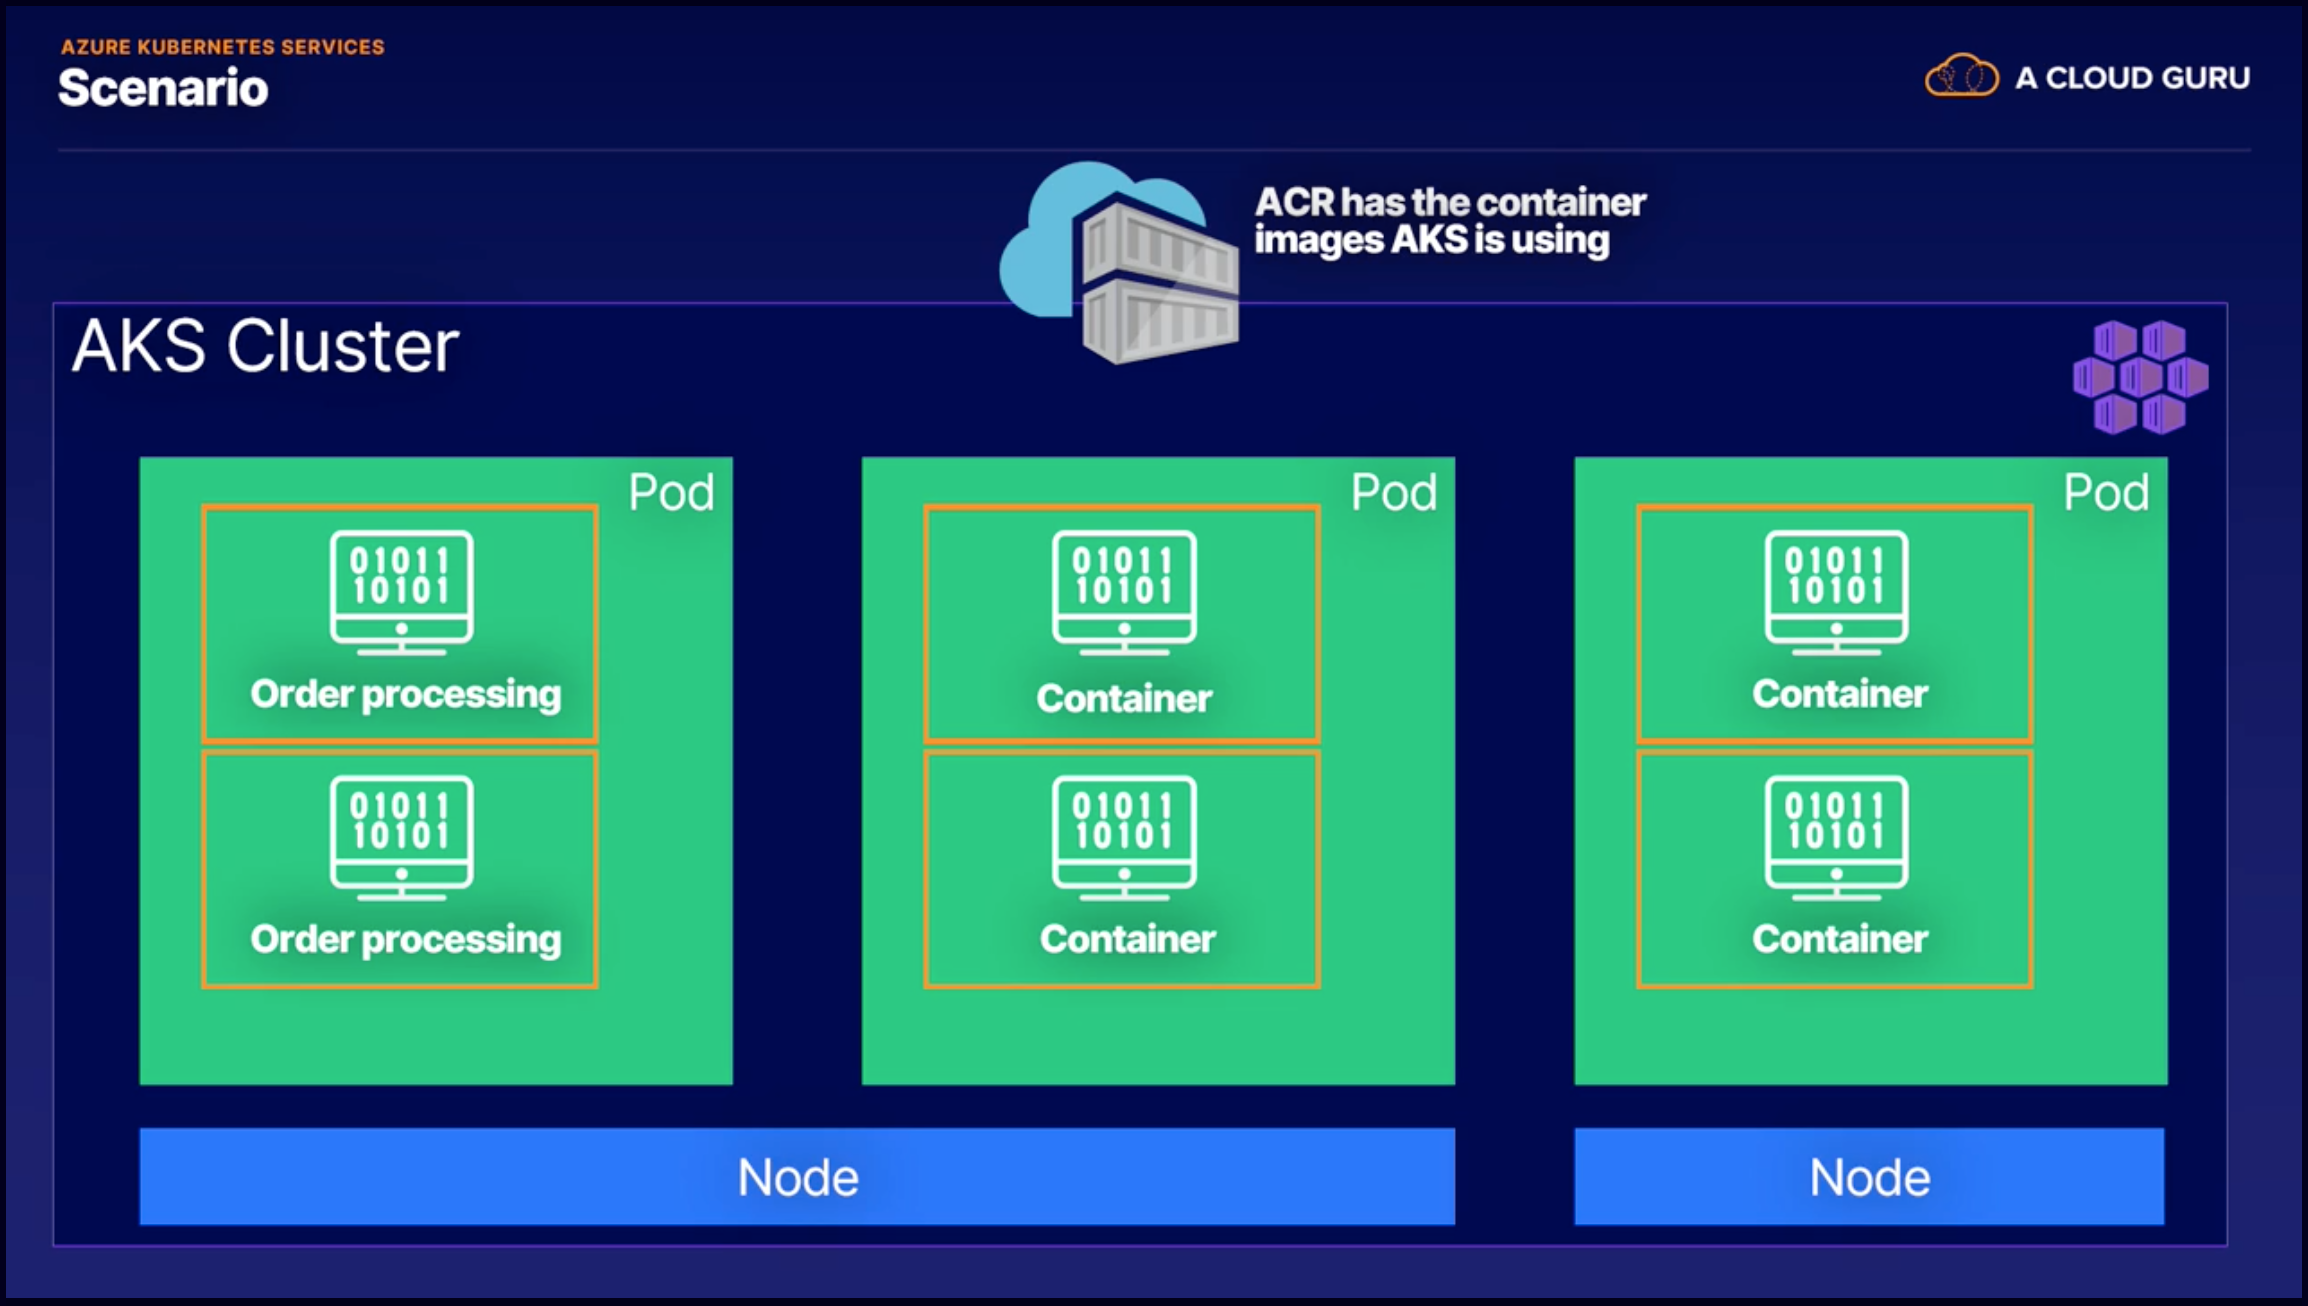 AZURE KUBERNETES SERVICES
Scenario
A CLOUD GURU
ACR has the container
images AKS is using
AKS Cluster
Pod
01011
10101
Order processing
01011
10101
Order processing
Pod
01011
10101
Container
01011
10101
Container
Pod
01011
10101
Container
01011
10101
Container
Node
Node